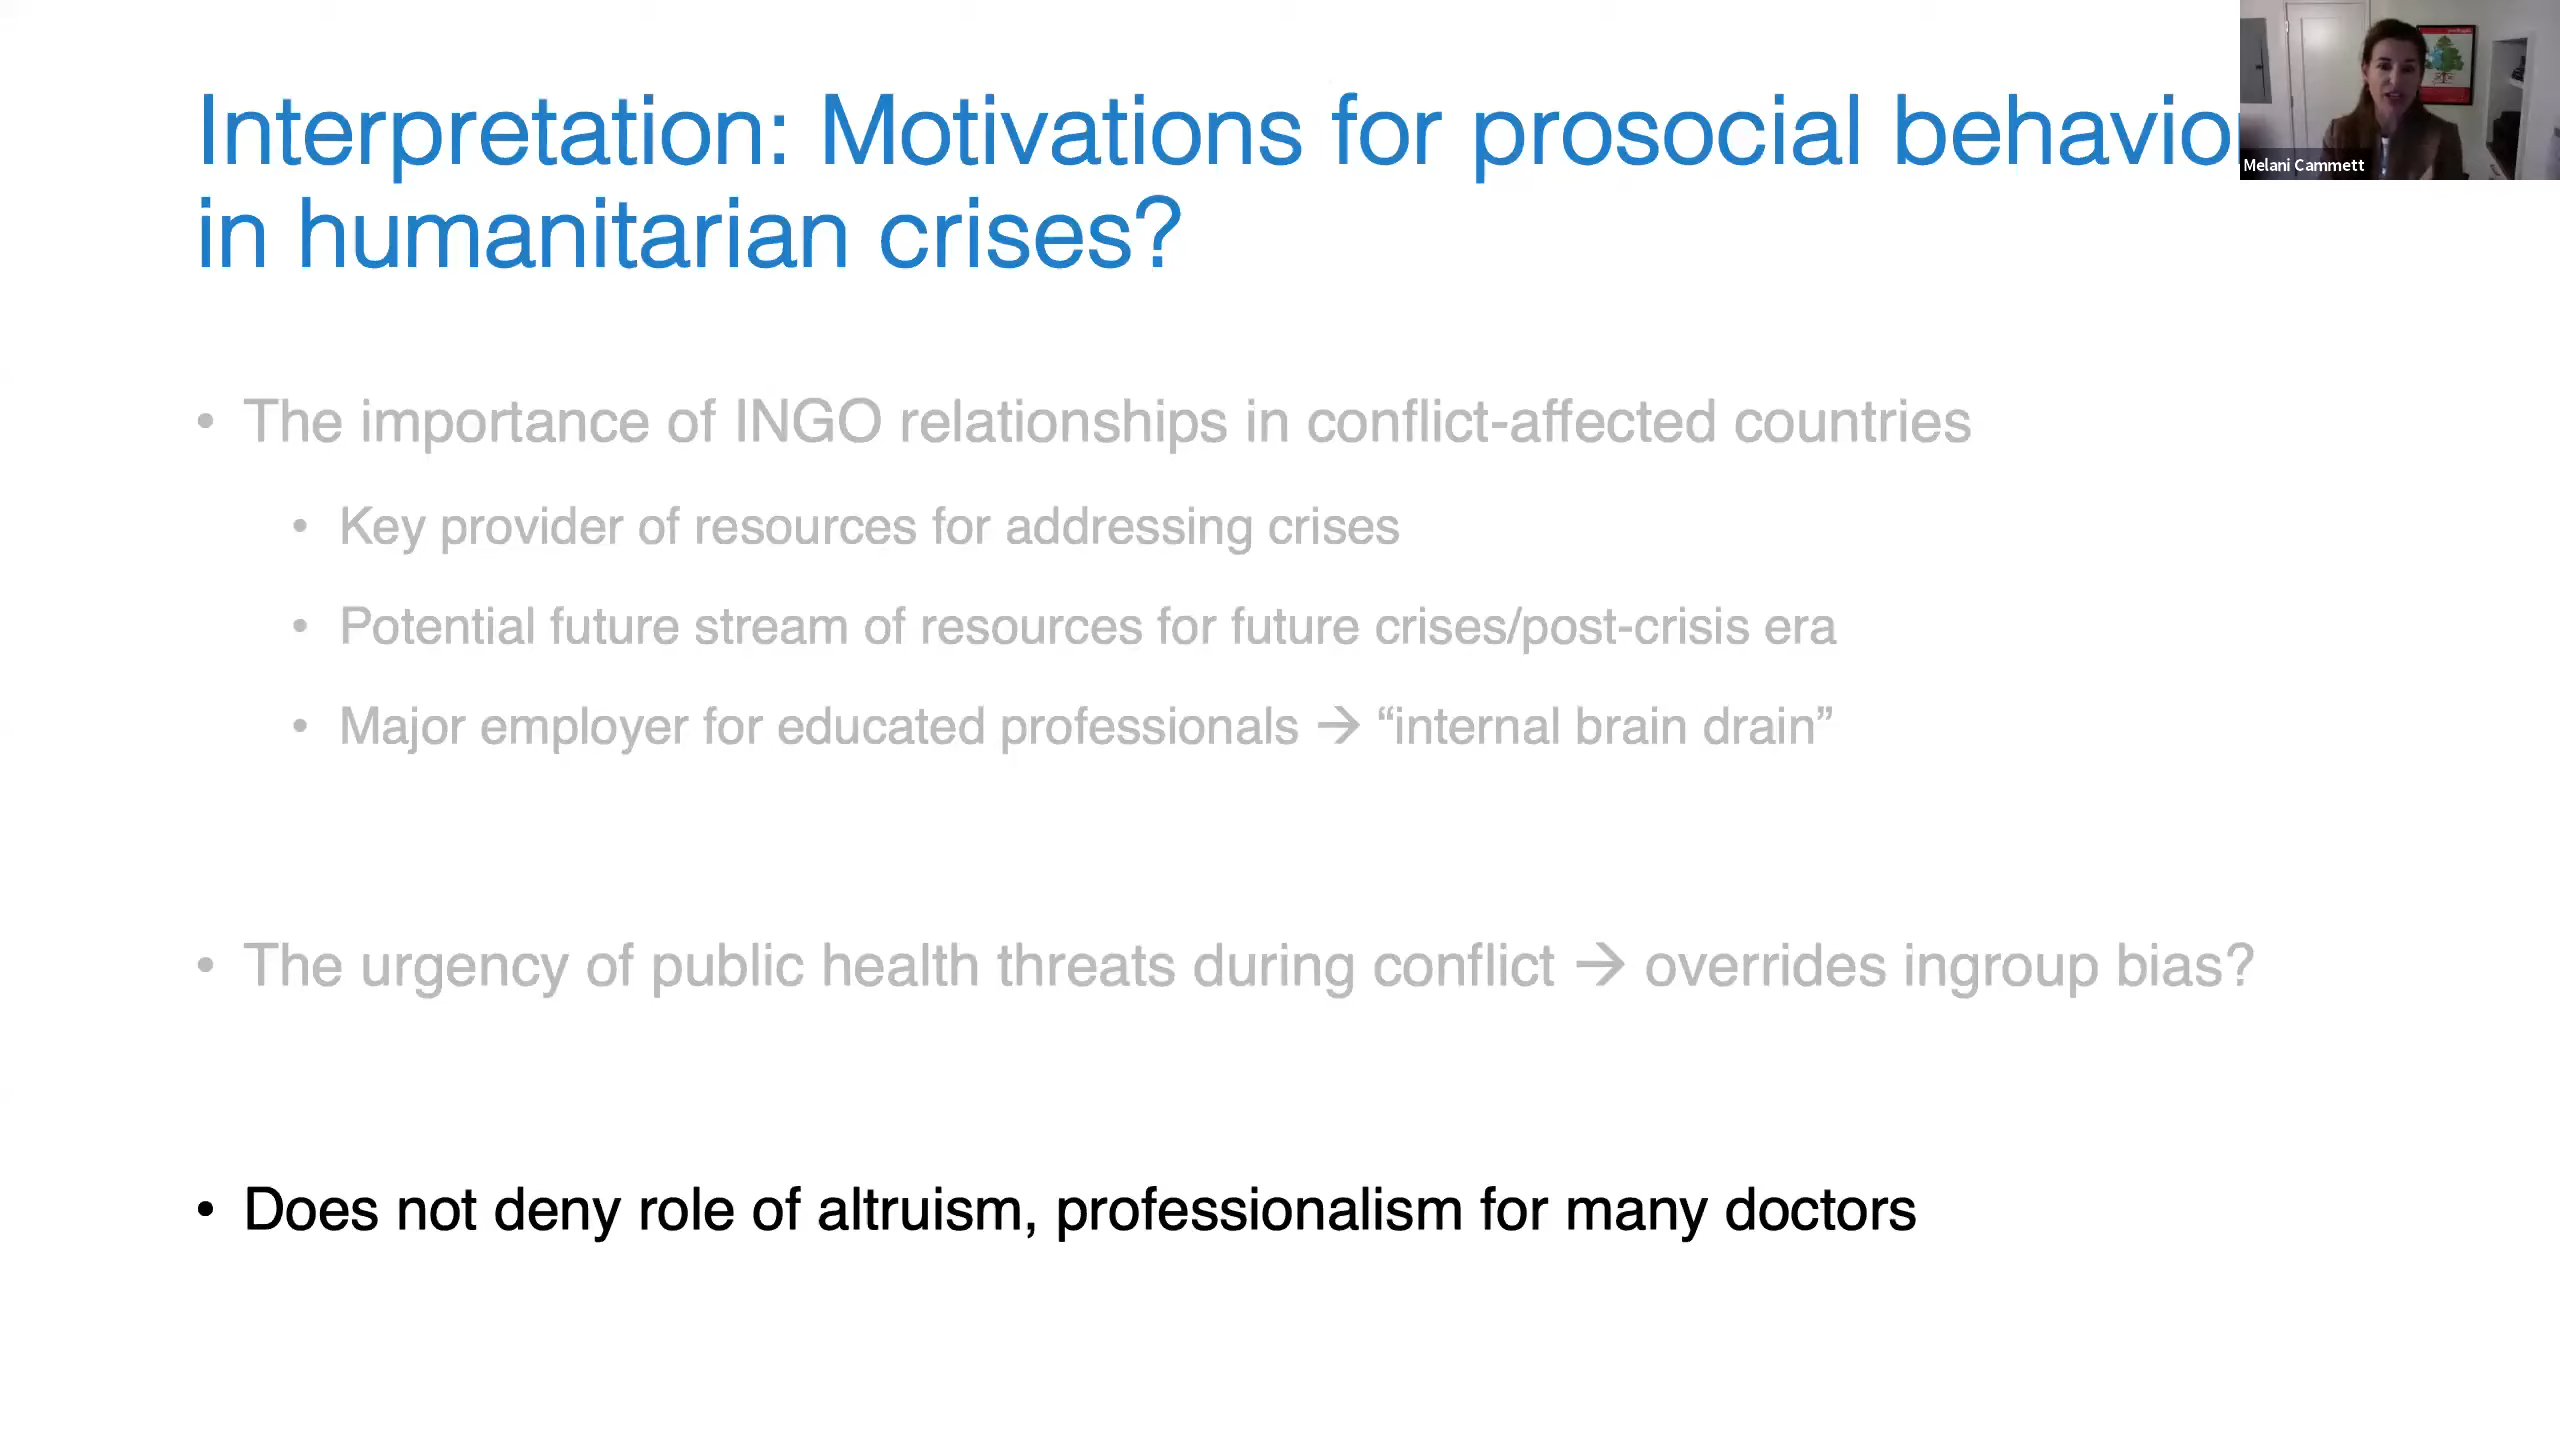 Interpretation: Motivations for prosocial behavio
in humanitarian crises?
Melani Cammett
• The importance of INGO relationships in conflict-affected countries
• Key provider of resources for addressing crises
• Potential future stream of resources for future crises/post-crisis era
• Major employer for educated professionals → “internal brain drain”
• The urgency of public health threats during conflict → overrides ingroup bias?
• Does not deny role of altruism, professionalism for many doctors